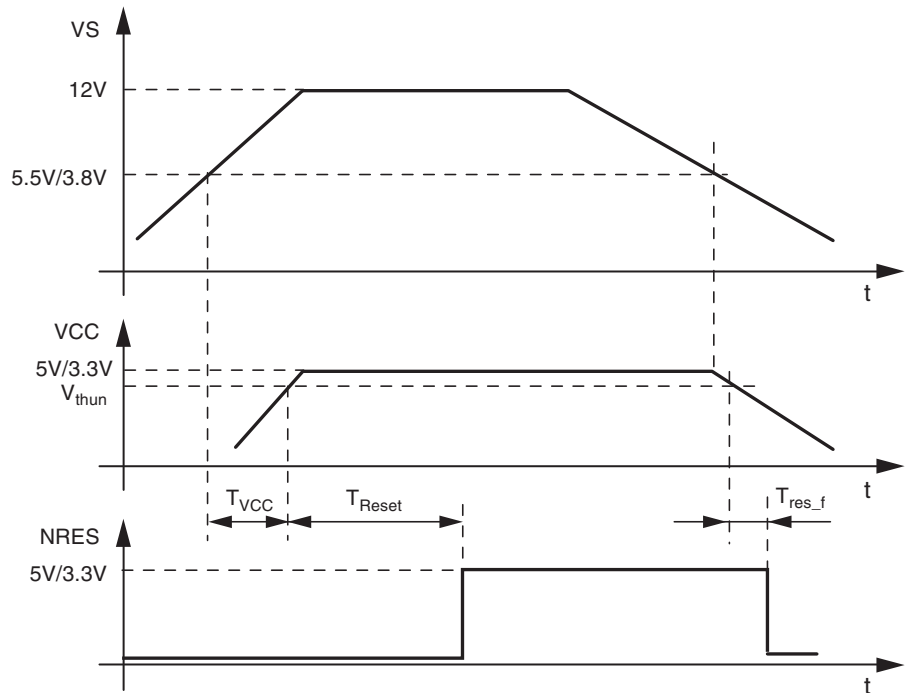 VS
12V
5.5V/3.8V
t
VCC
5V/3.3V
Vthun
t
TVCC
TReset
Tres_f
NRES
5V/3.3V
t